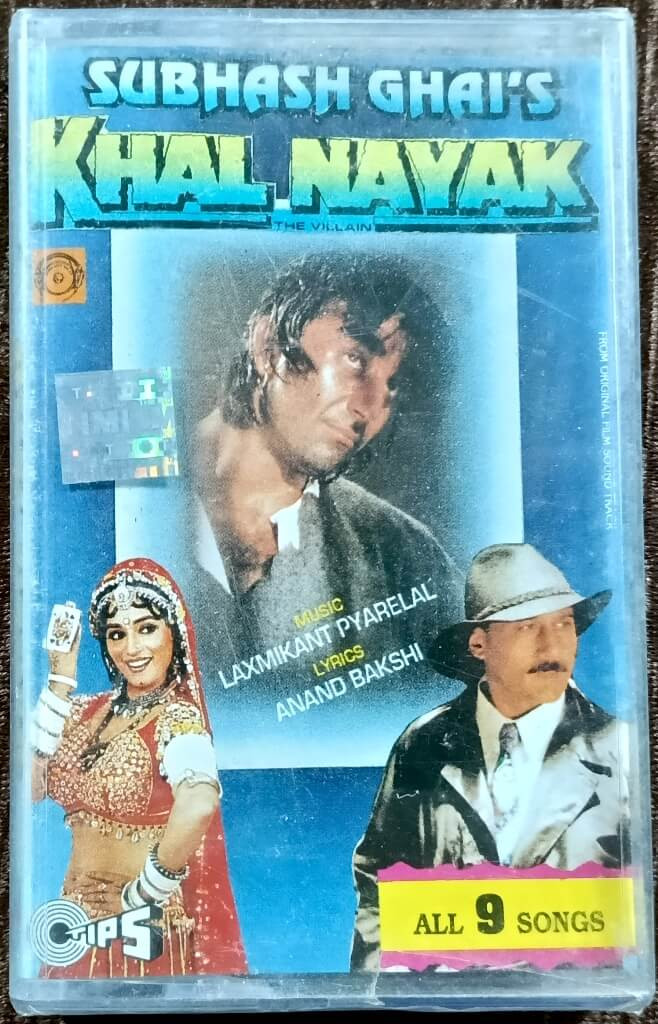 SUBHASH GHAI'S
KHAL NAYAK
THE VILLAIN
FROM ORIGINAL FILM SOUND TRACK
MUSIC
LAXMIKANT PYARELAL
LYRICS
ANAND BAKSHI
ALL 9 SONGS
TIPS